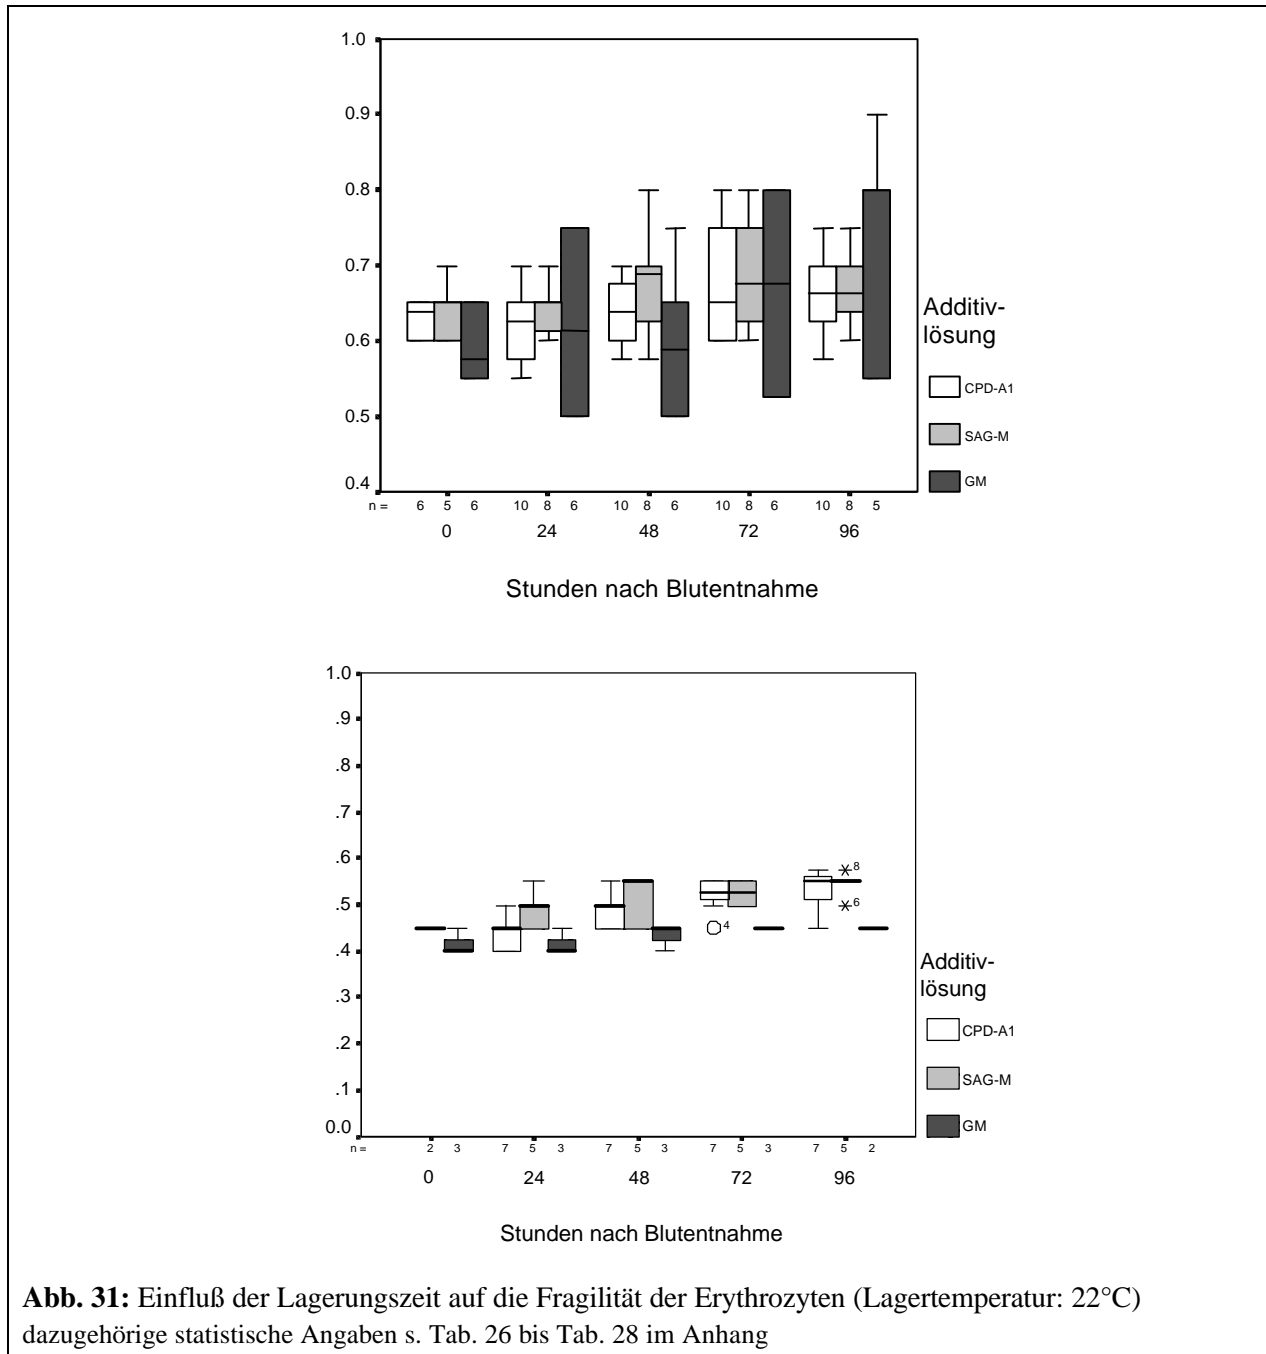 1.0
0.9
0.8
0.7
0.6
0.5
0.4
n = 6 5 6 10 8 6 10 8 6 10 8 6 10 8 5
0 24 48 72 96
Stunden nach Blutentnahme
Additiv-
lösung
CPD-A1
SAG-M
GM
1.0
.9
.8
.7
.6
.5
.4
.3
.2
.1
0.0
4
8
6
n = 2 3 7 5 3 7 5 3 7 5 3 7 5 2
0 24 48 72 96
Stunden nach Blutentnahme
Additiv-
lösung
CPD-A1
SAG-M
GM
Abb. 31: Einfluß der Lagerungszeit auf die Fragilität der Erythrozyten (Lagertemperatur: 22°C)
dazugehörige statistische Angaben s. Tab. 26 bis Tab. 28 im Anhang